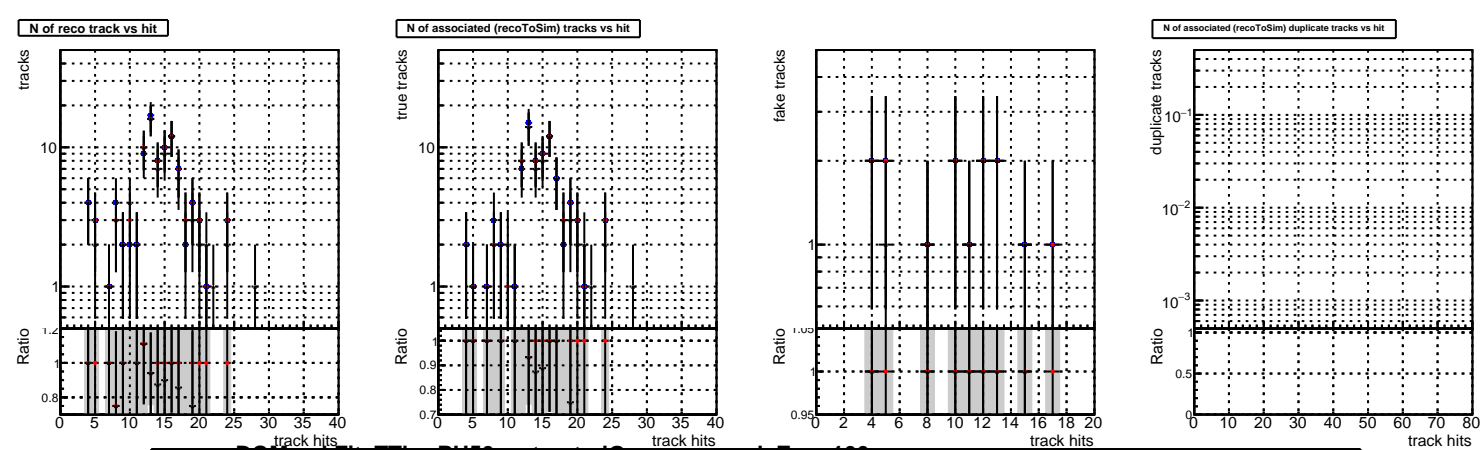 N of reco track vs hit
tracks
10
1
Ratio
1.2
1
0.8
0 5 10 15 20 25 30 35 40
track hits
N of associated (recoToSim) tracks vs hit
true tracks
10
1
Ratio
1
0.9
0.8
0.7
0 5 10 15 20 25 30 35 40
track hits
fake tracks
1
Ratio
1.05
1
0.95
0 2 4 6 8 10 12 14 16 18 20
track hits
N of associated (recoToSim) duplicate tracks vs hit
duplicate tracks
10⁻¹
10⁻²
10⁻³
Ratio
1
0.5
0
0 10 20 30 40 50 60 70 80
track hits